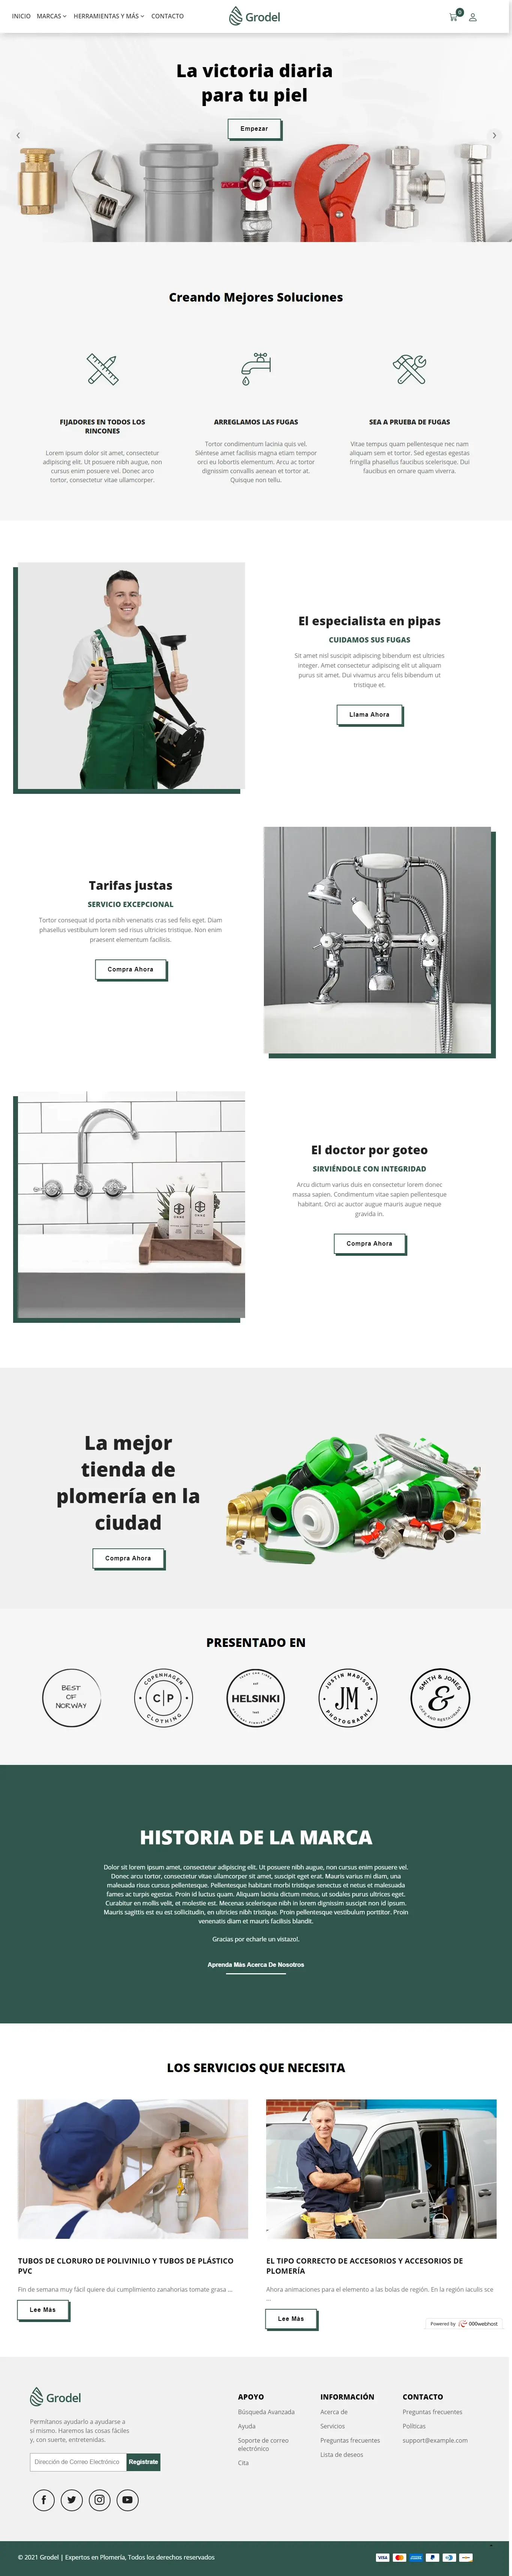 INICIO MARCAS HERRAMIENTAS Y MÁS CONTACTO
Grodel
0
La victoria diaria
para tu piel
Empezar
Creando Mejores Soluciones
FIJADORES EN TODOS LOS
RINCONES
Lorem ipsum dolor sit amet, consectetur
adipiscing elit. Ut posuere nibh augue, non
cursus enim posuere vel. Donec arco
tortor, consectetur vitae ullamcorper.
ARREGLAMOS LAS FUGAS
Tortor condimentum lacinia quis vel.
Siéntese amet facilisis magna etiam tempor
orci eu lobortis elementum. Arcu ac tortor
dignissim convallis aenean et tortor at.
Quisque non tellu.
SEA A PRUEBA DE FUGAS
Vitae tempus quam pellentesque nec nam
aliquam sem et tortor. Sed egestas egestas
fringilla phasellus faucibus scelerisque. Dui
faucibus en ornare quam viverra.
El especialista en pipas
CUIDAMOS SUS FUGAS
Sit amet nisl suscipit adipiscing bibendum est ultricies
integer. Amet consectetur adipiscing elit ut aliquam
purus sit amet. Dui vivamus arcu felis bibendum ut
tristique et.
Llama Ahora
Tarifas justas
SERVICIO EXCEPCIONAL
Tortor consequat id porta nibh venenatis cras sed felis eget. Diam
phasellus vestibulum lorem sed risus ultricies tristique. Non enim
praesent elementum facilisis.
Compra Ahora
El doctor por goteo
SIRVIÉNDOLE CON INTEGRIDAD
Arcu dictum varius duis en consectetur lorem donec
massa sapien. Condimentum vitae sapien pellentesque
habitant. Orci ac auctor augue mauris augue neque
gravida in.
Compra Ahora
La mejor
tienda de
plomería en la
ciudad
Compra Ahora
PRESENTADO EN
BEST
OF
NORWAY
COPENHAGEN
C|P
CLOTHING
HELSINKI
JUSTIN MADISON
JM
PHOTOGRAPHY
SMITH & JONES
&
CAFE AND RESTAURANT
HISTORIA DE LA MARCA
Dolor sit lorem ipsum amet, consectetur adipiscing elit. Ut posuere nibh augue, non cursus enim posuere vel.
Donec arcu tortor, consectetur vitae ullamcorper sit amet, suscipit eget erat. Mauris varius mi diam, una
malesuada risus cursus pellentesque. Pellentesque habitant morbi tristique senectus et netus et malesuada
fames ac turpis egestas. Proin id luctus quam. Aliquam lacinia dictum metus, ut sodales purus ultrices eget.
Curabitur en mollis velit, et molestie est. Mecenas scelerisque nibh in lorem dignissim suscipit non id ipsum.
Mauris sagittis est eu est sollicitudin, en ultricies nibh tristique. Proin pellentesque vestibulum porttitor. Proin
venenatis diam et mauris facilisis blandit.
Gracias por echarle un vistazo!.
Aprenda Más Acerca De Nosotros
LOS SERVICIOS QUE NECESITA
TUBOS DE CLORURO DE POLIVINILO Y TUBOS DE PLÁSTICO
PVC
Fin de semana muy fácil quiere dui cumplimiento zanahorias tomate grasa ...
Lee Más
EL TIPO CORRECTO DE ACCESORIOS Y ACCESORIOS DE
PLOMERÍA
Ahora animaciones para el elemento a las bolas de región. En la región iaculis sce
...
Lee Más
Powered by 000webhost
Grodel
Permítanos ayudarlo a ayudarse a
sí mismo. Haremos las cosas fáciles
y, con suerte, entretenidas.
Dirección de Correo Electrónico
Regístrate
APOYO
Búsqueda Avanzada
Ayuda
Soporte de correo
electrónico
Cita
INFORMACIÓN
Acerca de
Servicios
Preguntas frecuentes
Lista de deseos
CONTACTO
Preguntas frecuentes
Políticas
support@example.com
© 2021 Grodel | Expertos en Plomería, Todos los derechos reservados
VISA